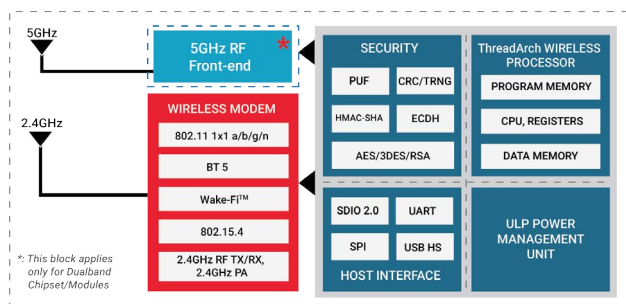 5GHz
5GHz RF
Front-end
*
2.4GHz
WIRELESS MODEM
802.11 1x1 a/b/g/n
BT 5
Wake-Fi™
802.15.4
2.4GHz RF TX/RX,
2.4GHz PA
*: This block applies
only for Dualband
Chipset/Modules
SECURITY
PUF
CRC/TRNG
HMAC-SHA
ECDH
AES/3DES/RSA
ThreadArch WIRELESS
PROCESSOR
PROGRAM MEMORY
CPU, REGISTERS
DATA MEMORY
SDIO 2.0
UART
SPI
USB HS
HOST INTERFACE
ULP POWER
MANAGEMENT
UNIT